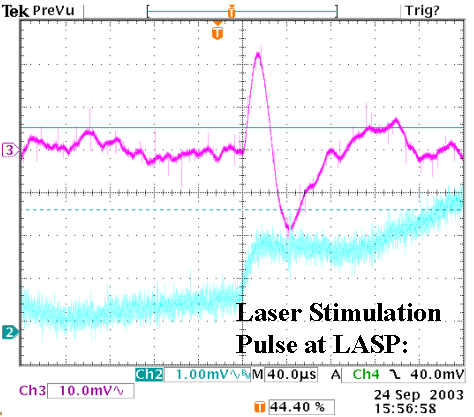 Tek PreVu Trig?
T
T
3
2
Laser Stimulation
Pulse at LASP:
Ch2 1.00mV∿ M 40.0µs A Ch4 ∖ 40.0mV
Ch3 10.0mV∿
24 Sep 2003
T 44.40 % 15:56:58